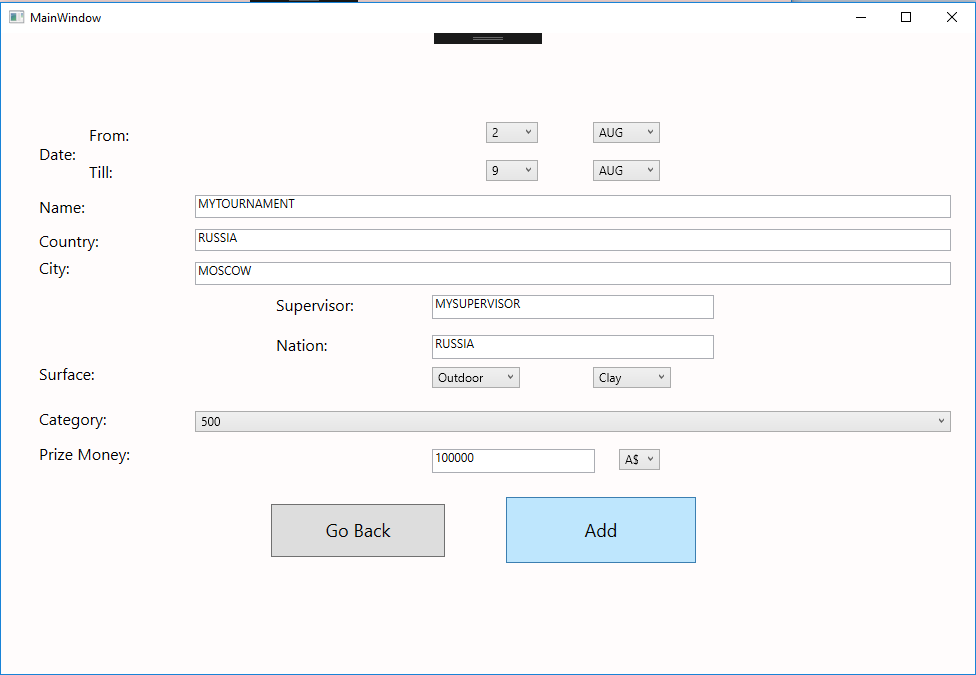 MainWindow
From: 2 AUG
Date:
Till: 9 AUG
Name: MYTOURNAMENT
Country: RUSSIA
City: MOSCOW
Supervisor: MYSUPERVISOR
Nation: RUSSIA
Surface: Outdoor Clay
Category: 500
Prize Money: 100000 A$
Go Back Add